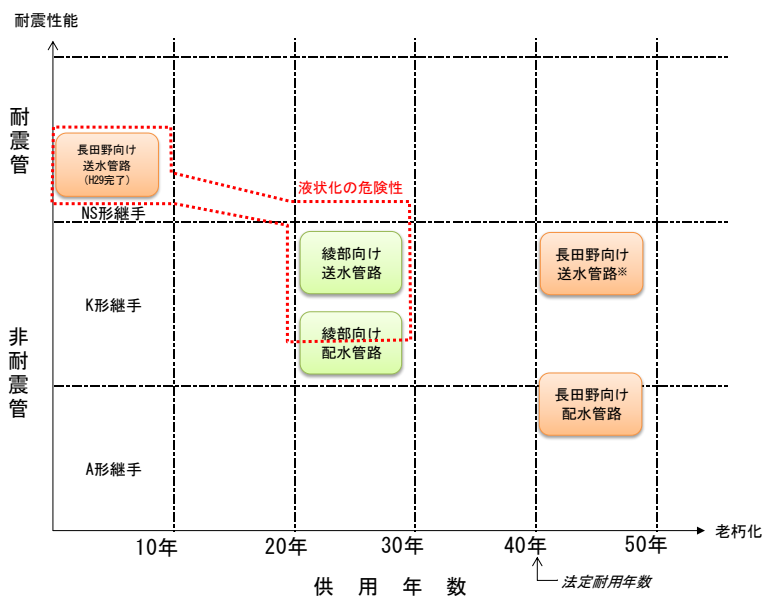 耐震性能
耐震管
長田野向け
送水管路
(H29完了)
液状化の危険性
NS形継手
綾部向け
送水管路
長田野向け
送水管路※
K形継手
非耐震管
綾部向け
配水管路
長田野向け
配水管路
A形継手
老朽化
10年
20年
30年
40年
50年
法定耐用年数
供用年数